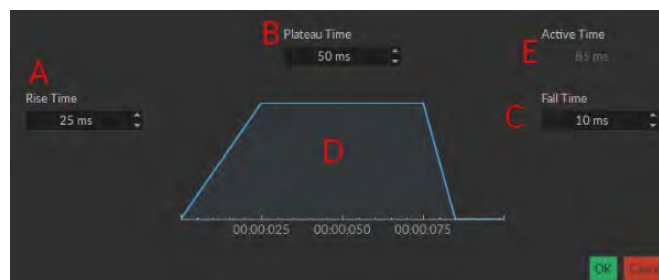 B Plateau Time
50 ms
Active Time
E 85 ms
A
Rise Time
25 ms
Fall Time
C 10 ms
D
00:00:025 00:00:050 00:00:075
OK